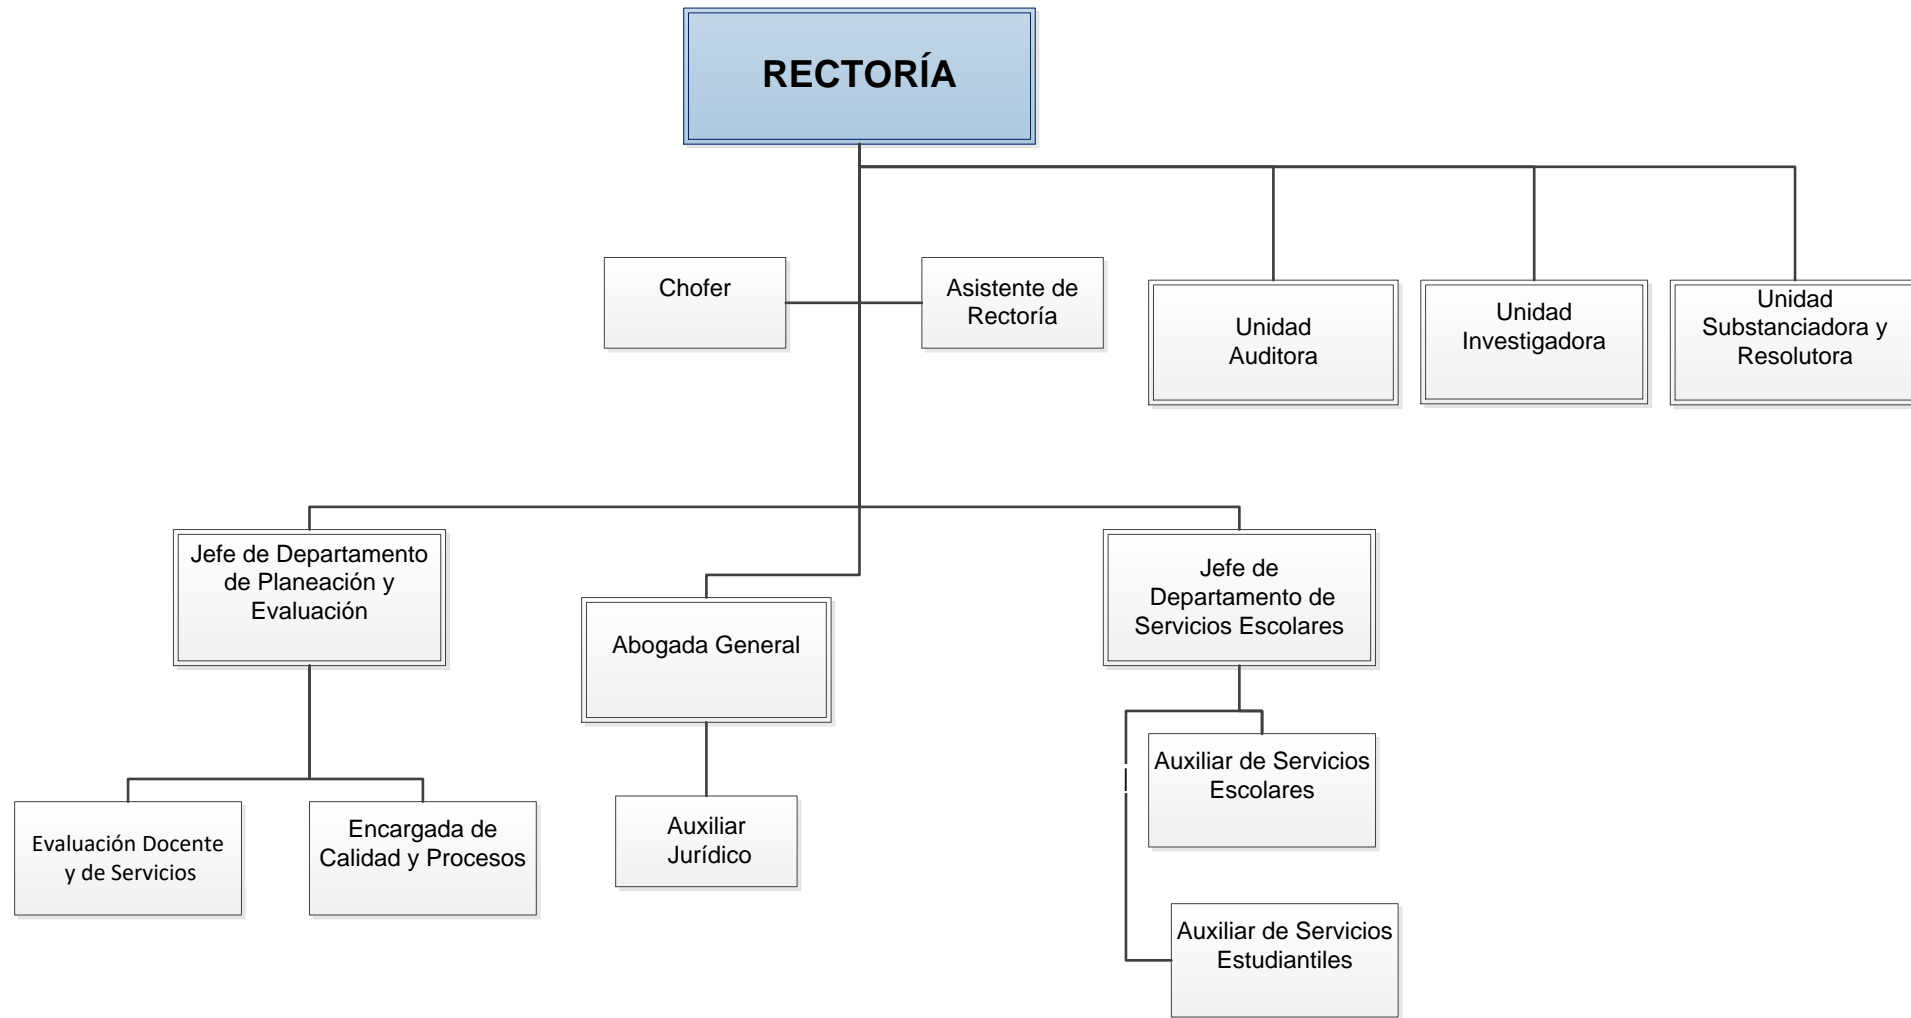 RECTORÍA
Chofer
Asistente de
Rectoría
Unidad
Auditora
Unidad
Investigadora
Unidad
Substanciadora y
Resolutora
Jefe de Departamento
de Planeación y
Evaluación
Abogada General
Jefe de
Departamento de
Servicios Escolares
Evaluación Docente
y de Servicios
Encargada de
Calidad y Procesos
Auxiliar
Jurídico
Auxiliar de Servicios
Escolares
Auxiliar de Servicios
Estudiantiles